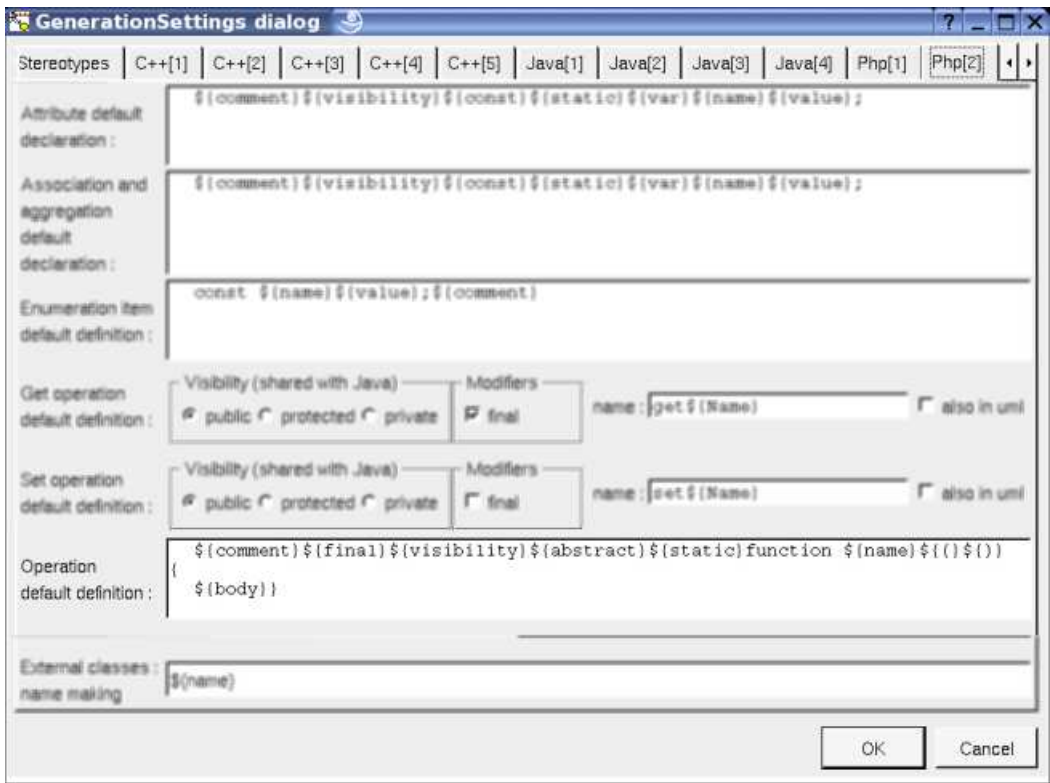 GenerationSettings dialog
Stereotypes C++[1] C++[2] C++[3] C++[4] C++[5] Java[1] Java[2] Java[3] Java[4] Php[1] Php[2]
${comment}${visibility}${const}${static}${var}${name}${value};
Attribute default
declaration :
Association and
aggregation
default
declaration :
${comment}${visibility}${const}${static}${var}${name}${value};
const ${name}${value};${comment}
Enumeration item
default definition :
Get operation
default definition :
Visibility (shared with Java)
public protected private
Modifiers
final
name : get${Name}
also in uml
Set operation
default definition :
Visibility (shared with Java)
public protected private
Modifiers
final
name : set${Name}
also in uml
Operation
default definition :
${comment}${final}${visibility}${abstract}${static}function ${name}${(}${)}
{
${body}}
External classes :
name making
${name}
OK Cancel